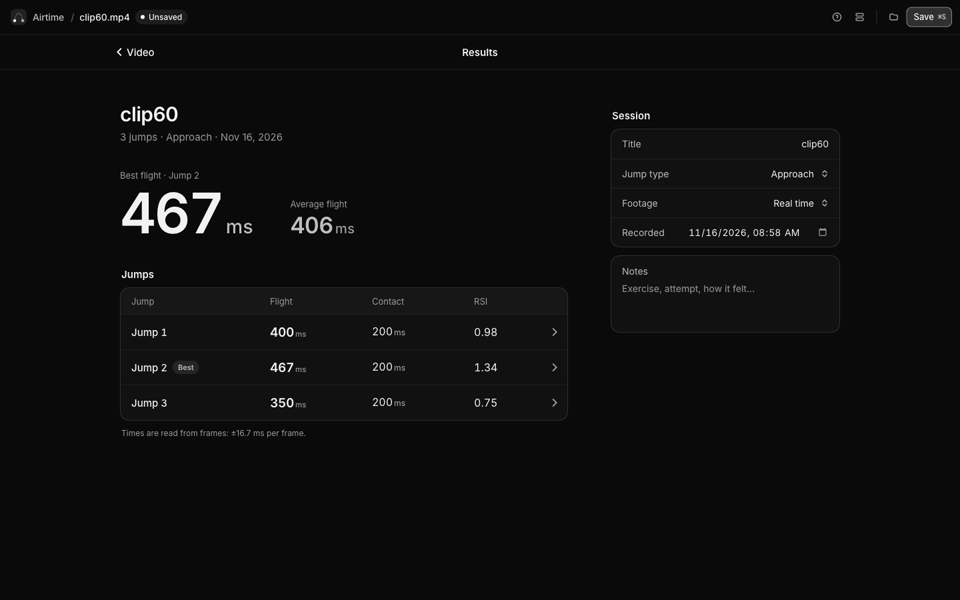 Airtime / clip60.mp4 Unsaved Save ⌘S
Video Results
clip60
3 jumps · Approach · Nov 16, 2026
Best flight · Jump 2
467 ms
Average flight
406 ms
Jumps
Jump Flight Contact RSI
Jump 1 400 ms 200 ms 0.98
Jump 2 Best 467 ms 200 ms 1.34
Jump 3 350 ms 200 ms 0.75
Times are read from frames: ±16.7 ms per frame.
Session
Title clip60
Jump type Approach
Footage Real time
Recorded 11/16/2026, 08:58 AM
Notes
Exercise, attempt, how it felt...